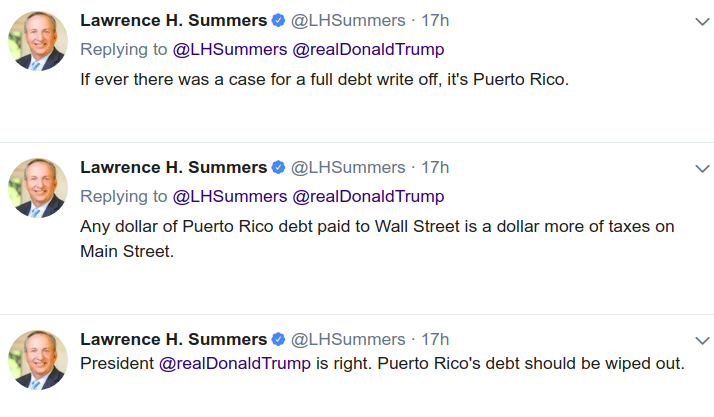 Lawrence H. Summers @LHSummers · 17h
Replying to @LHSummers @realDonaldTrump
If ever there was a case for a full debt write off, it's Puerto Rico.
Lawrence H. Summers @LHSummers · 17h
Replying to @LHSummers @realDonaldTrump
Any dollar of Puerto Rico debt paid to Wall Street is a dollar more of taxes on
Main Street.
Lawrence H. Summers @LHSummers · 17h
President @realDonaldTrump is right. Puerto Rico's debt should be wiped out.